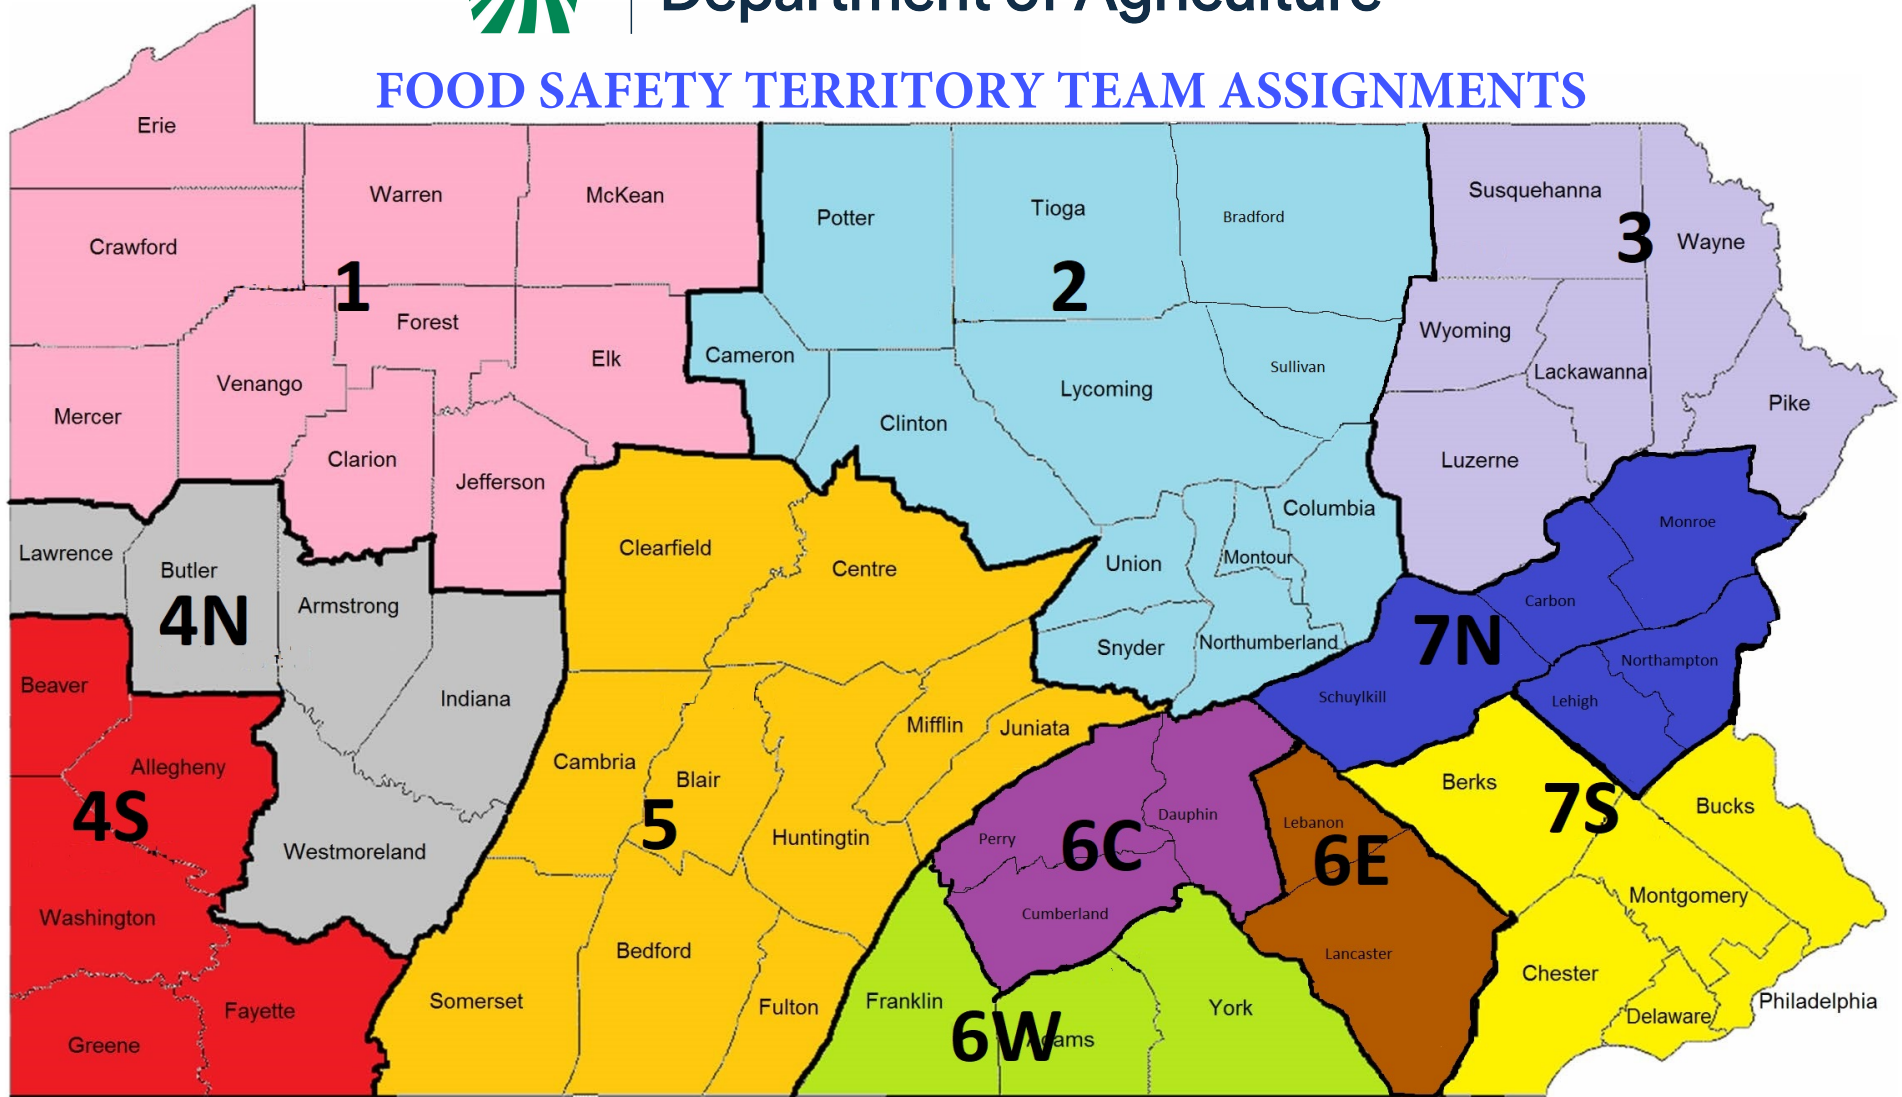 Department of Agriculture
FOOD SAFETY TERRITORY TEAM ASSIGNMENTS
Erie
Warren
McKean
Potter
Tioga
Bradford
Susquehanna
3
Wayne
Crawford
1
2
Forest
Elk
Cameron
Wyoming
Lackawanna
Venango
Lycoming
Sullivan
Mercer
Clinton
Pike
Clarion
Jefferson
Luzerne
Columbia
Monroe
Lawrence
Butler
4N
Armstrong
Clearfield
Centre
Union
Montour
Carbon
7N
Snyder
Northumberland
Northampton
Beaver
Indiana
Schuylkill
Lehigh
Mifflin
Juniata
Allegheny
4S
Cambria
Blair
5
Huntingtin
Perry
6C
Dauphin
Lebanon
6E
Berks
7S
Bucks
Westmoreland
Washington
Cumberland
Montgomery
Bedford
Lancaster
Chester
Somerset
Fulton
Franklin
6W
Adams
York
Philadelphia
Delaware
Fayette
Greene